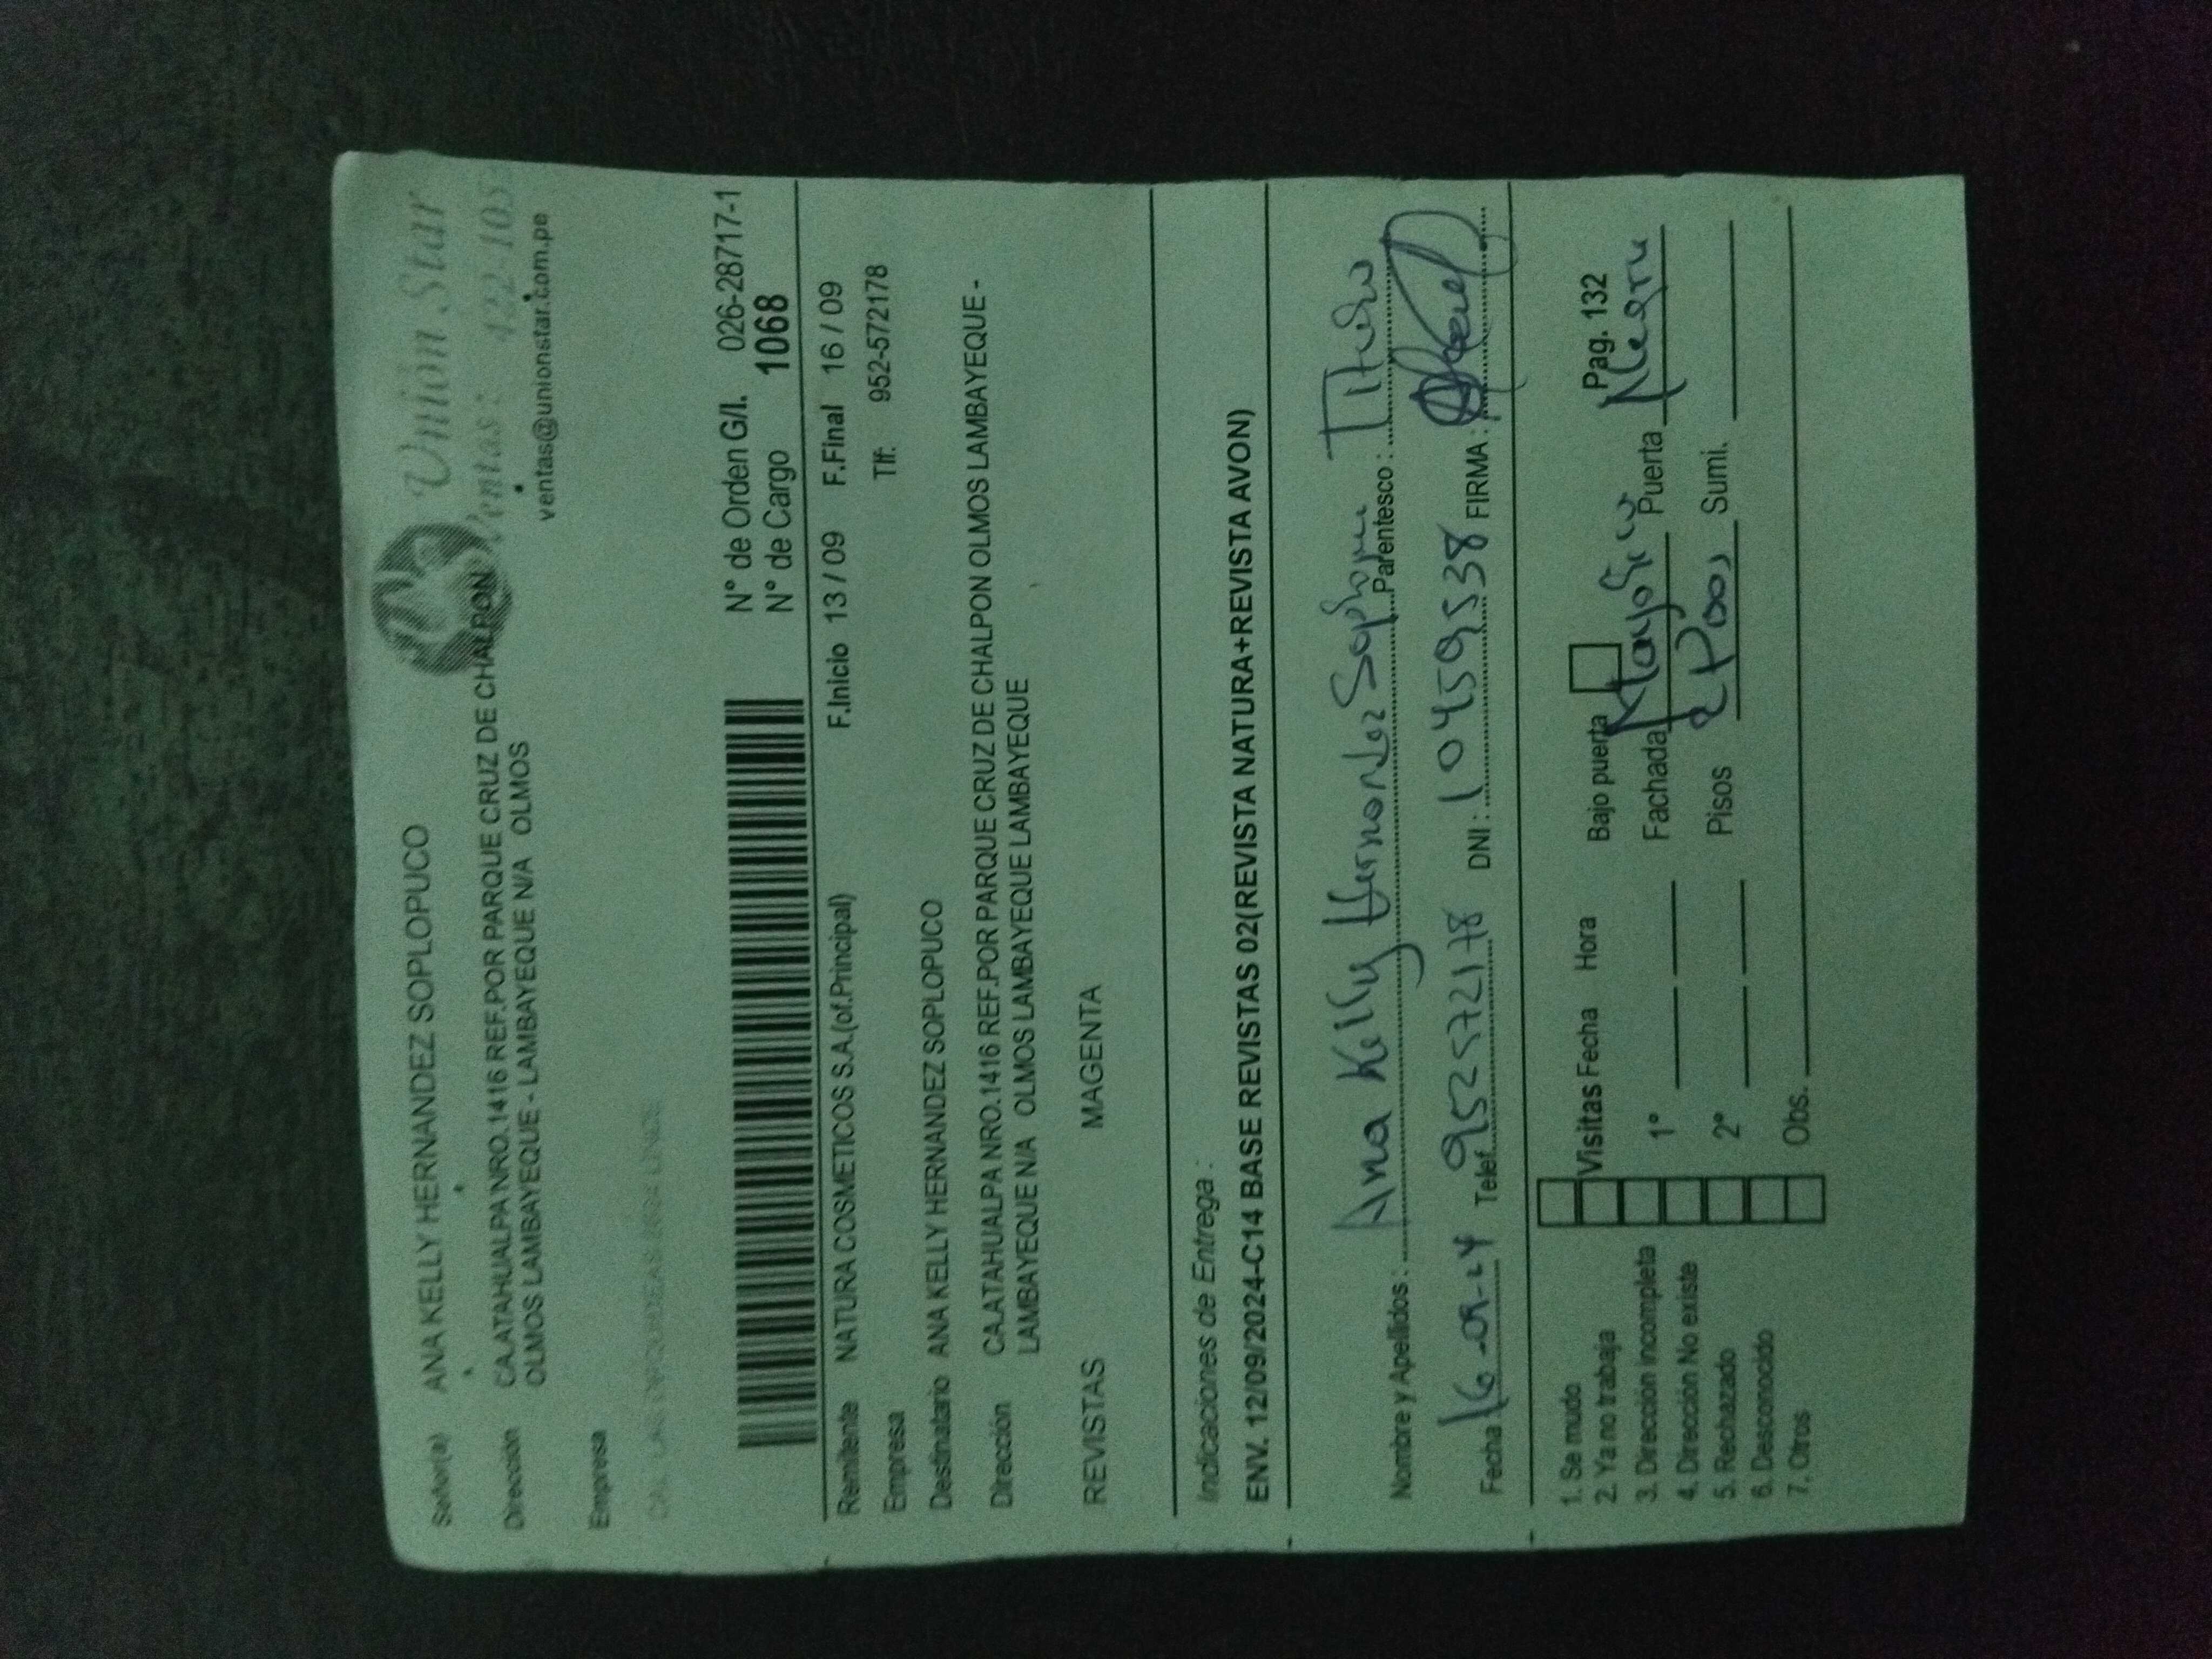 Unión Star
Ventas: 422-105
ventas@unionstar.com.pe
Señor(a) ANA KELLY HERNANDEZ SOPLOPUCO
Dirección CA.ATAHUALPA NRO.1416 REF.POR PARQUE CRUZ DE CHALPON
OLMOS LAMBAYEQUE - LAMBAYEQUE N/A OLMOS
Empresa
N° de Orden G/I. 026-28717-1
N° de Cargo 1068
Remitente NATURA COSMETICOS S.A.(of.Principal) F.Inicio 13 / 09 F.Final 16 / 09
Empresa Tlf: 952-572178
Destinatario ANA KELLY HERNANDEZ SOPLOPUCO
Dirección CA.ATAHUALPA NRO.1416 REF.POR PARQUE CRUZ DE CHALPON OLMOS LAMBAYEQUE -
LAMBAYEQUE N/A OLMOS LAMBAYEQUE LAMBAYEQUE
REVISTAS MAGENTA
Indicaciones de Entrega :
ENV. 12/09/2024-C14 BASE REVISTAS 02(REVISTA NATURA+REVISTA AVON)
Nombre y Apellidos : Ana Kelly Hernandez Parentesco :
Fecha 16-09-24 Telef. 952572178 DNI : 10459538 FIRMA :
1. Se mudo Visitas Fecha Hora Bajo puerta Pag. 132
2. Ya no trabaja
3. Dirección incompleta 1° Fachada Puerta Negru
4. Dirección No existe
5. Rechazado 2° Pisos 2 Sumi.
6. Desconocido
7. Otros Obs.